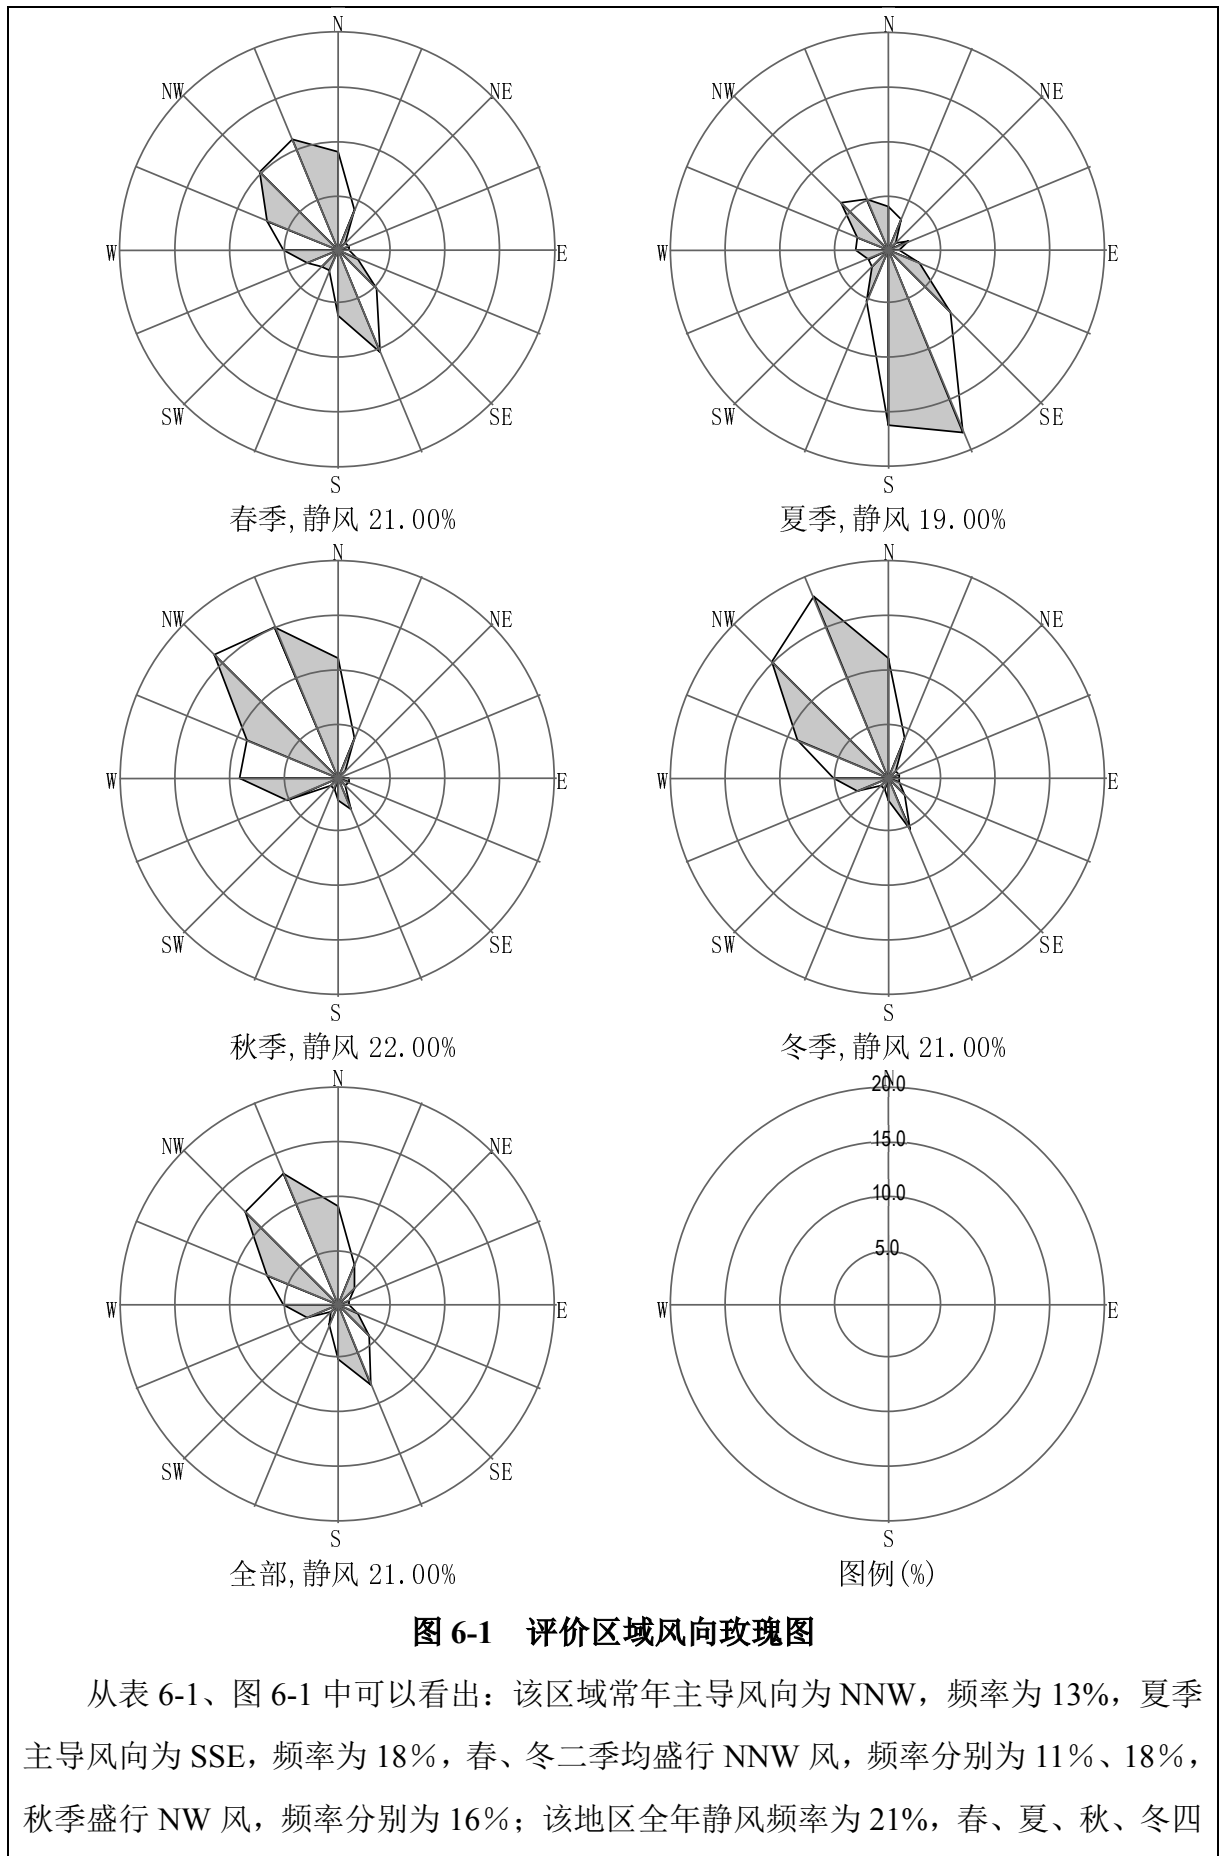 N N
NW NE NW NE
W E W E
SW SE SW SE
S S
春季,静风 21.00% 夏季,静风 19.00%
N N
NW NE NW NE
W E W E
SW SE SW SE
S S
秋季,静风 22.00% 冬季,静风 21.00%
N N
20.0
NW NE 15.0
10.0
5.0
W E W E
SW SE
S S
全部,静风 21.00% 图例(%)
图 6-1 评价区域风向玫瑰图
从表 6-1、图 6-1 中可以看出：该区域常年主导风向为 NNW，频率为 13%，夏季
主导风向为 SSE，频率为 18％，春、冬二季均盛行 NNW 风，频率分别为 11％、18％，
秋季盛行 NW 风，频率分别为 16％；该地区全年静风频率为 21%，春、夏、秋、冬四